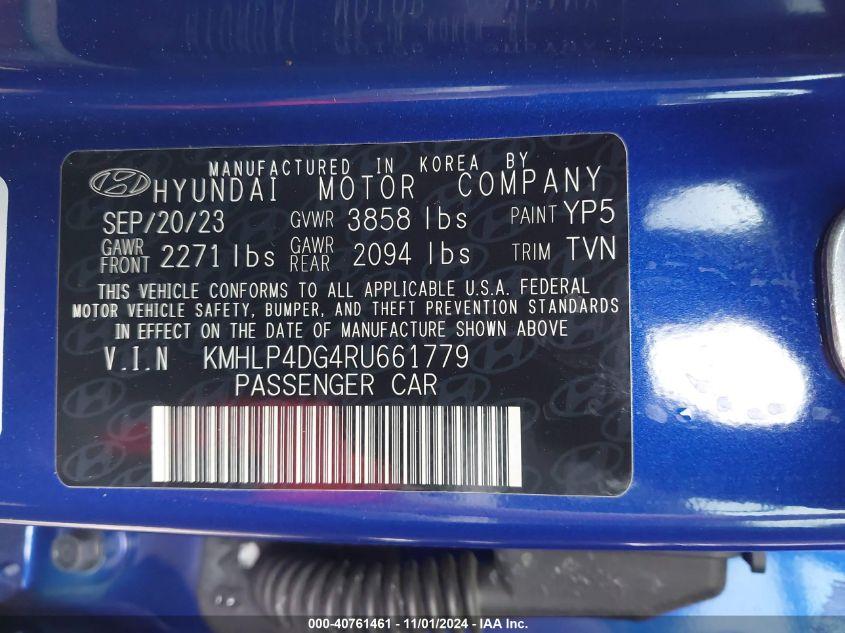 MANUFACTURED IN KOREA BY
HYUNDAI MOTOR COMPANY
SEP/20/23 GVWR 3858 lbs PAINT YP5
GAWR FRONT 2271 lbs GAWR REAR 2094 lbs TRIM TVN
THIS VEHICLE CONFORMS TO ALL APPLICABLE U.S.A. FEDERAL
MOTOR VEHICLE SAFETY, BUMPER, AND THEFT PREVENTION STANDARDS
IN EFFECT ON THE DATE OF MANUFACTURE SHOWN ABOVE
V.I.N KMHLP4DG4RU661779
PASSENGER CAR
000-40761461 - 11/01/2024 - IAA Inc.